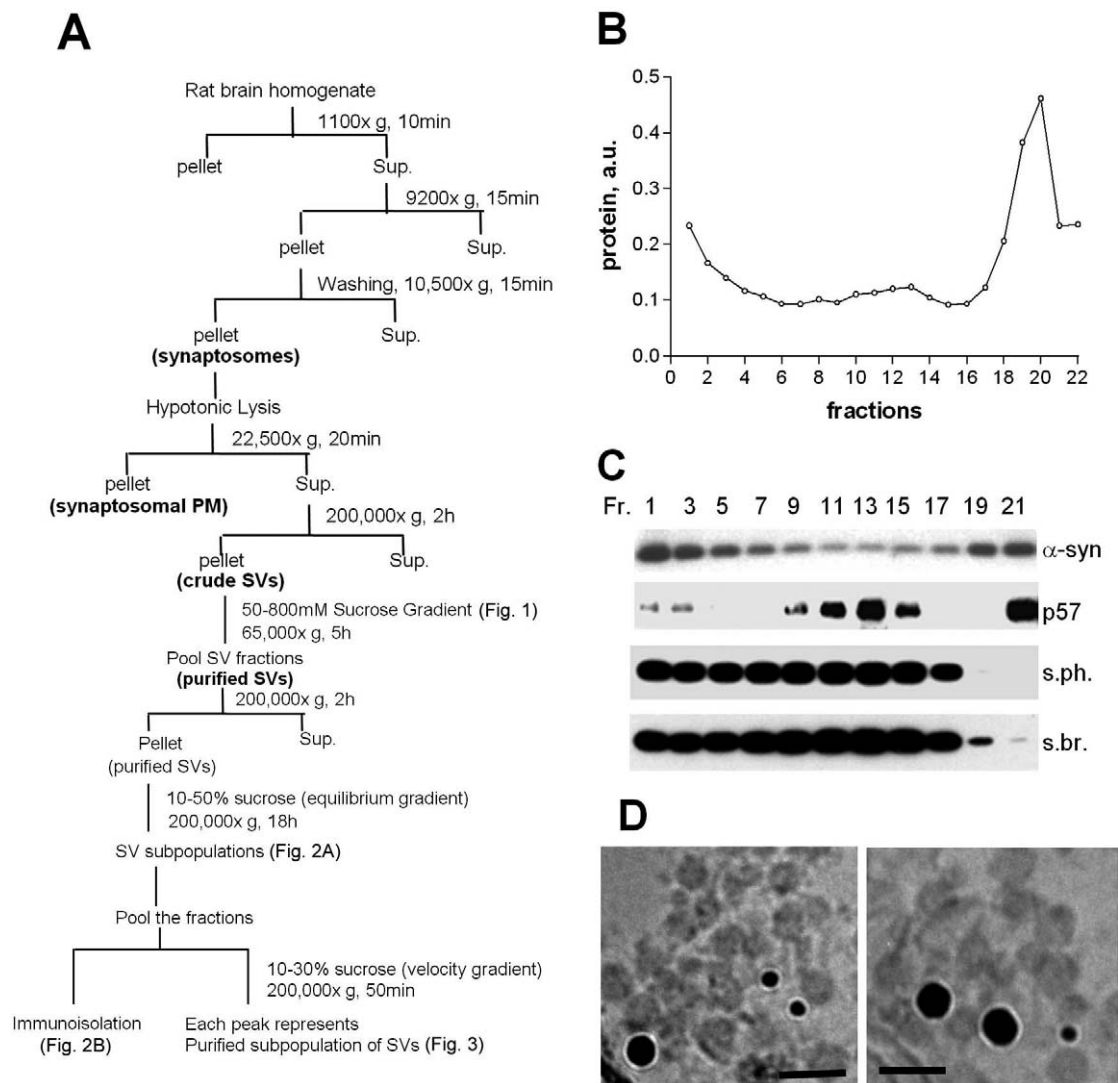 A
Rat brain homogenate
1100x g, 10min
pellet Sup.
9200x g, 15min
pellet Sup.
Washing, 10,500x g, 15min
pellet Sup.
(synaptosomes)
Hypotonic Lysis
22,500x g, 20min
pellet Sup.
(synaptosomal PM)
200,000x g, 2h
pellet Sup.
(crude SVs)
50-800mM Sucrose Gradient (Fig. 1)
65,000x g, 5h
Pool SV fractions
(purified SVs)
200,000x g, 2h
Pellet Sup.
(purified SVs)
10-50% sucrose (equilibrium gradient)
200,000x g, 18h
SV subpopulations (Fig. 2A)
Pool the fractions
10-30% sucrose (velocity gradient)
200,000x g, 50min
Immunoisolation
(Fig. 2B)
Each peak represents
Purified subpopulation of SVs (Fig. 3)
B
protein, a.u.
0.5
0.4
0.3
0.2
0.1
0.0
0 2 4 6 8 10 12 14 16 18 20 22
fractions
C
Fr. 1 3 5 7 9 11 13 15 17 19 21
α-syn
p57
s.ph.
s.br.
D